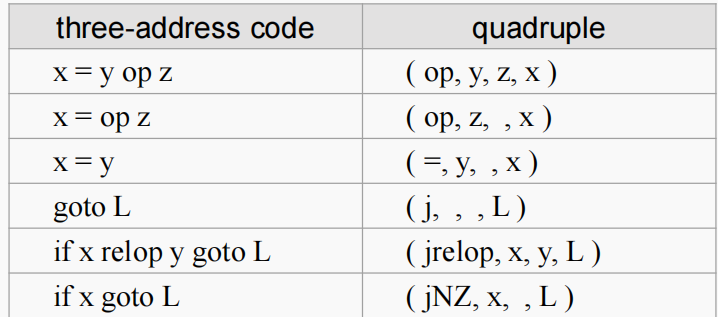 three-address code quadruple
x = y op z ( op, y, z, x )
x = op z ( op, z, , x )
x = y ( =, y, , x )
goto L ( j, , , L )
if x relop y goto L ( jrelop, x, y, L )
if x goto L ( jNZ, x, , L )